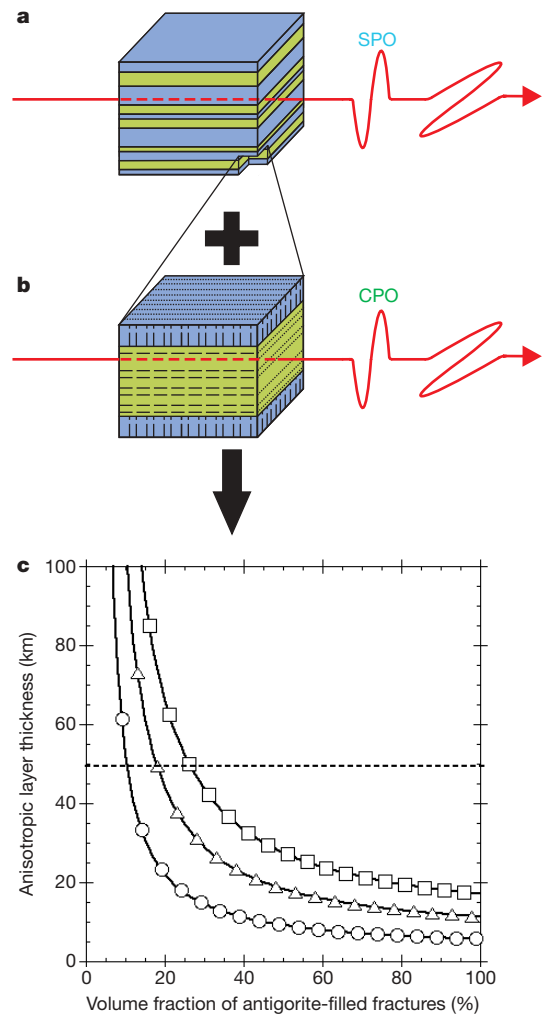 a
SPO
b
CPO
c
100
80
60
40
20
0
0 20 40 60 80 100
Anisotropic layer thickness (km)
Volume fraction of antigorite-filled fractures (%)